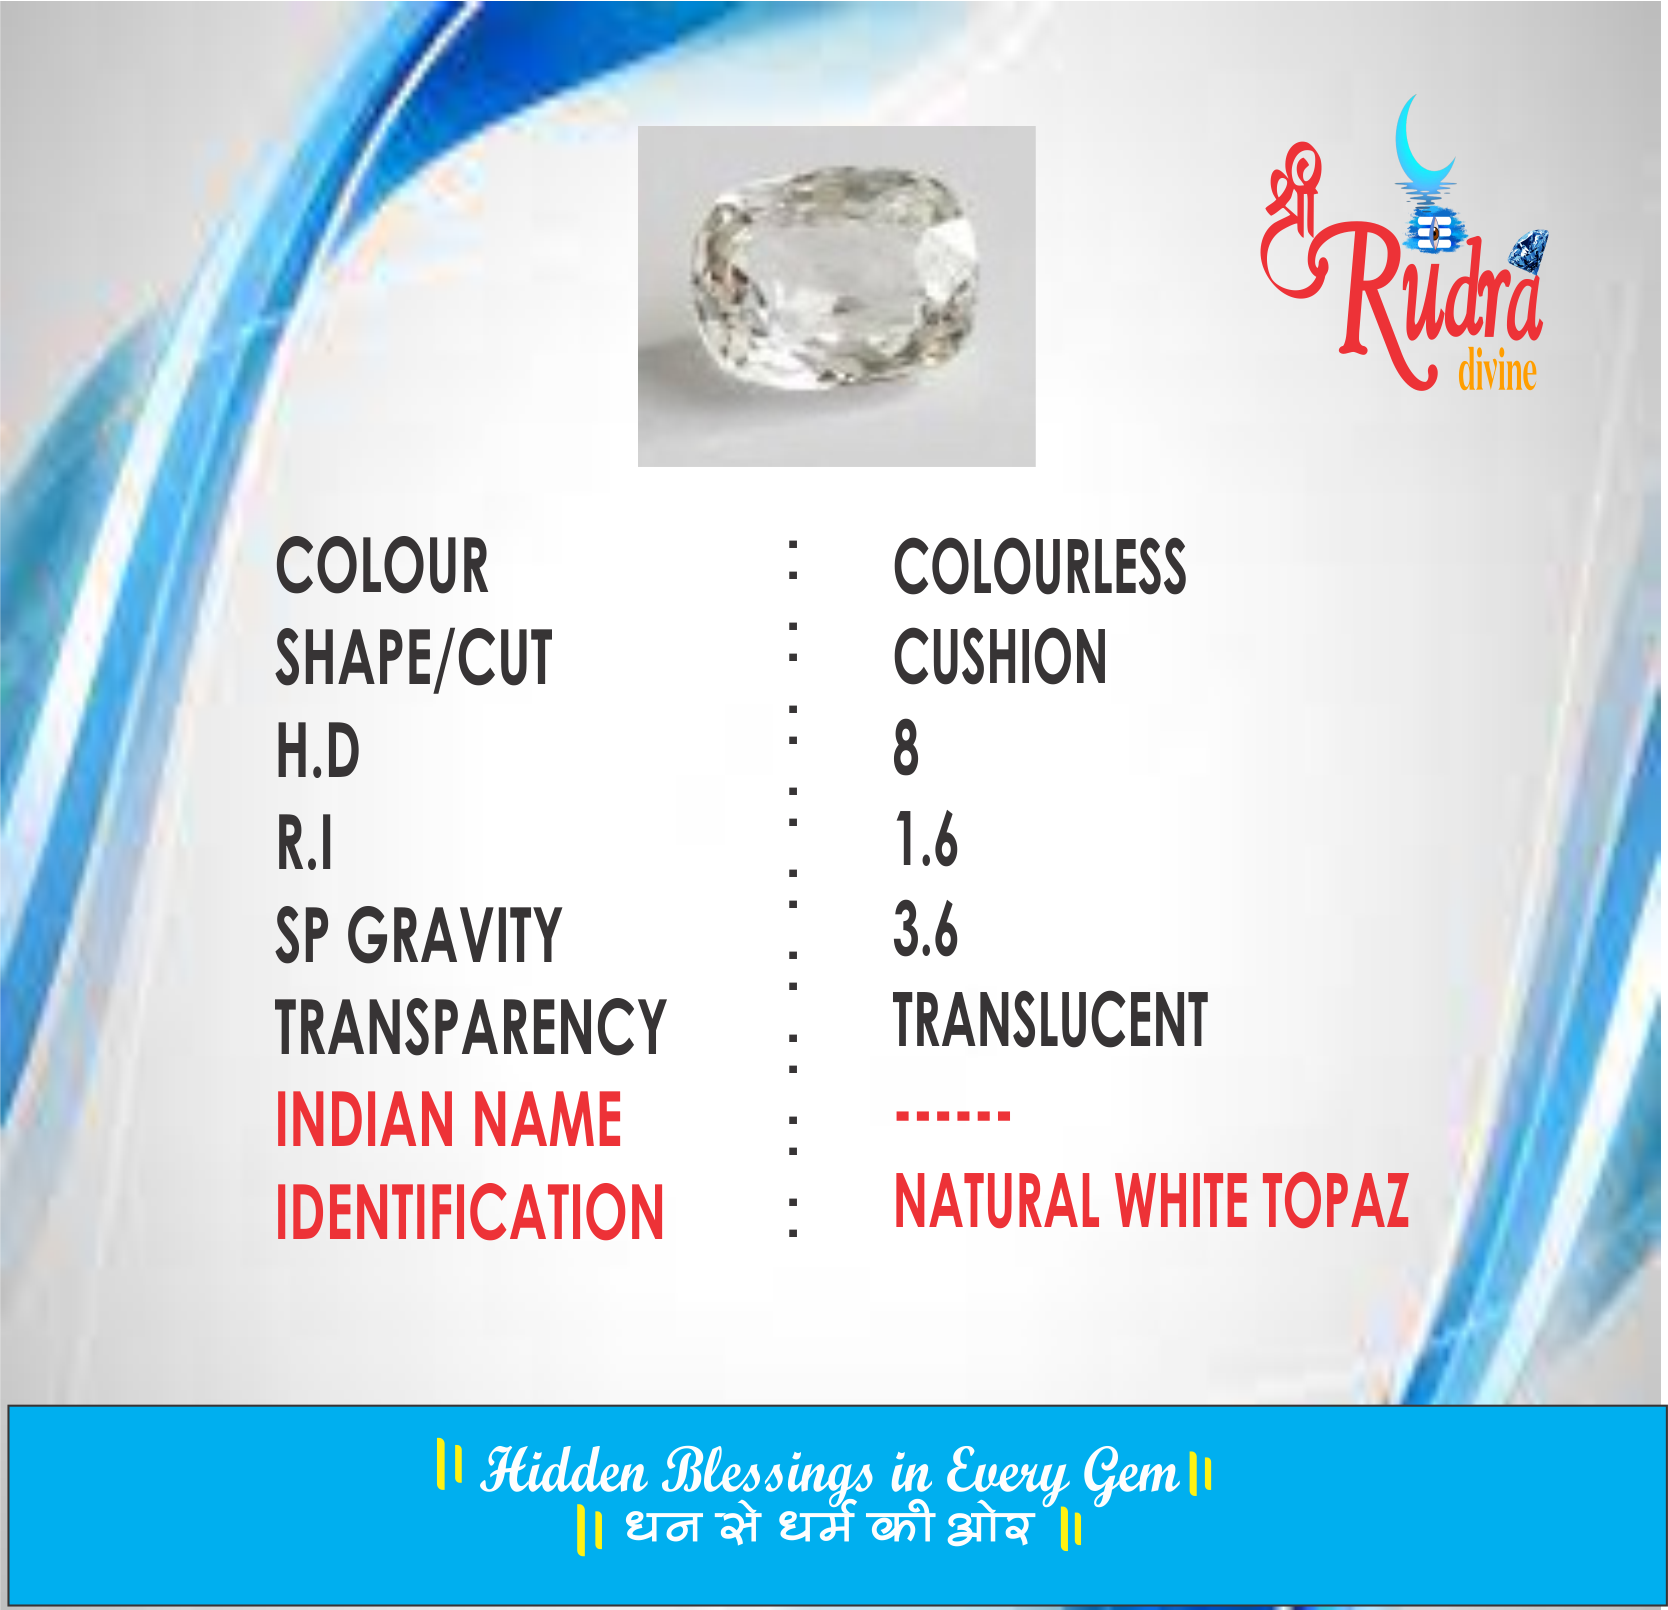 श्री Rudra
divine
COLOUR : COLOURLESS
SHAPE/CUT : CUSHION
H.D : 8
R.I : 1.6
SP GRAVITY : 3.6
TRANSPARENCY : TRANSLUCENT
INDIAN NAME : ------
IDENTIFICATION : NATURAL WHITE TOPAZ
|| Hidden Blessings in Every Gem ||
|| धन से धर्म की ओर ||